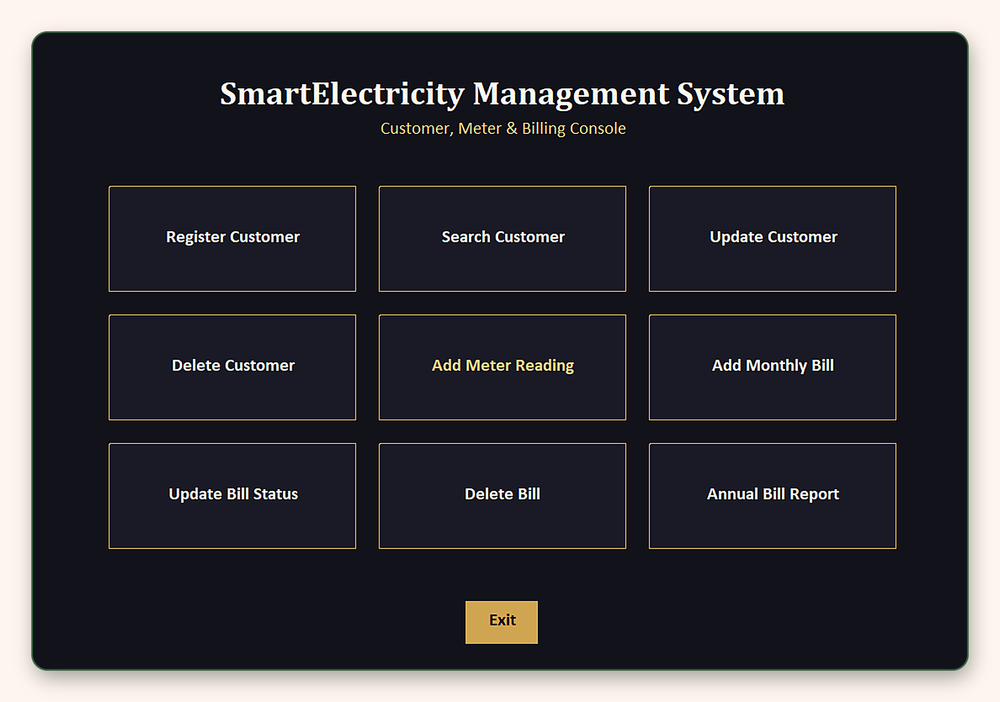 SmartElectricity Management System
Customer, Meter & Billing Console
Register Customer
Search Customer
Update Customer
Delete Customer
Add Meter Reading
Add Monthly Bill
Update Bill Status
Delete Bill
Annual Bill Report
Exit